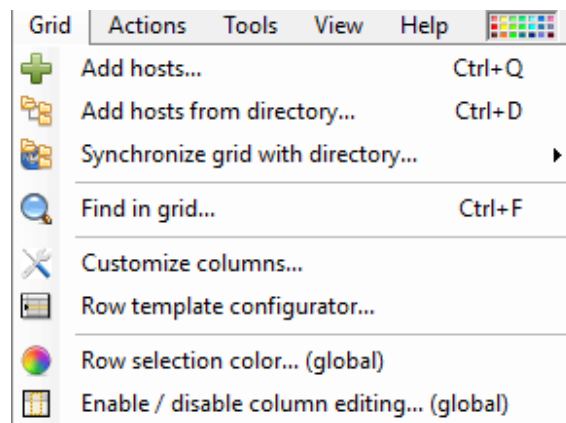 Grid Actions Tools View Help
Add hosts... Ctrl+Q
Add hosts from directory... Ctrl+D
Synchronize grid with directory...
Find in grid... Ctrl+F
Customize columns...
Row template configurator...
Row selection color... (global)
Enable / disable column editing... (global)